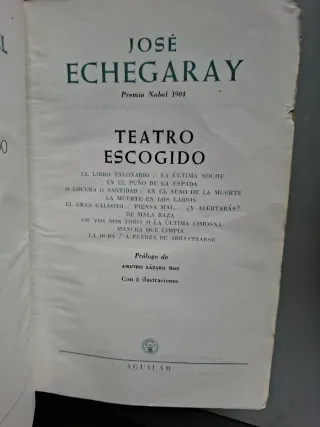 JOSÉ
ECHEGARAY
Premio Nobel 1904
TEATRO
ESCOGIDO
EL LIBRO TALONARIO / LA ÚLTIMA NOCHE
EN EL PUÑO DE LA ESPADA
O LOCURA O SANTIDAD / EN EL SENO DE LA MUERTE
LA MUERTE EN LOS LABIOS
EL GRAN GALEOTO / PIENSA MAL... ¿Y ACERTARÁS?
DE MALA RAZA
SIC VOS NON VOBIS O LA ÚLTIMA LIMOSNA
MANCHA QUE LIMPIA
LA DUDA / A FUERZA DE ARRASTRARSE
Prólogo de
AMANDO LÁZARO ROS
Con 8 ilustraciones
AGUILAR